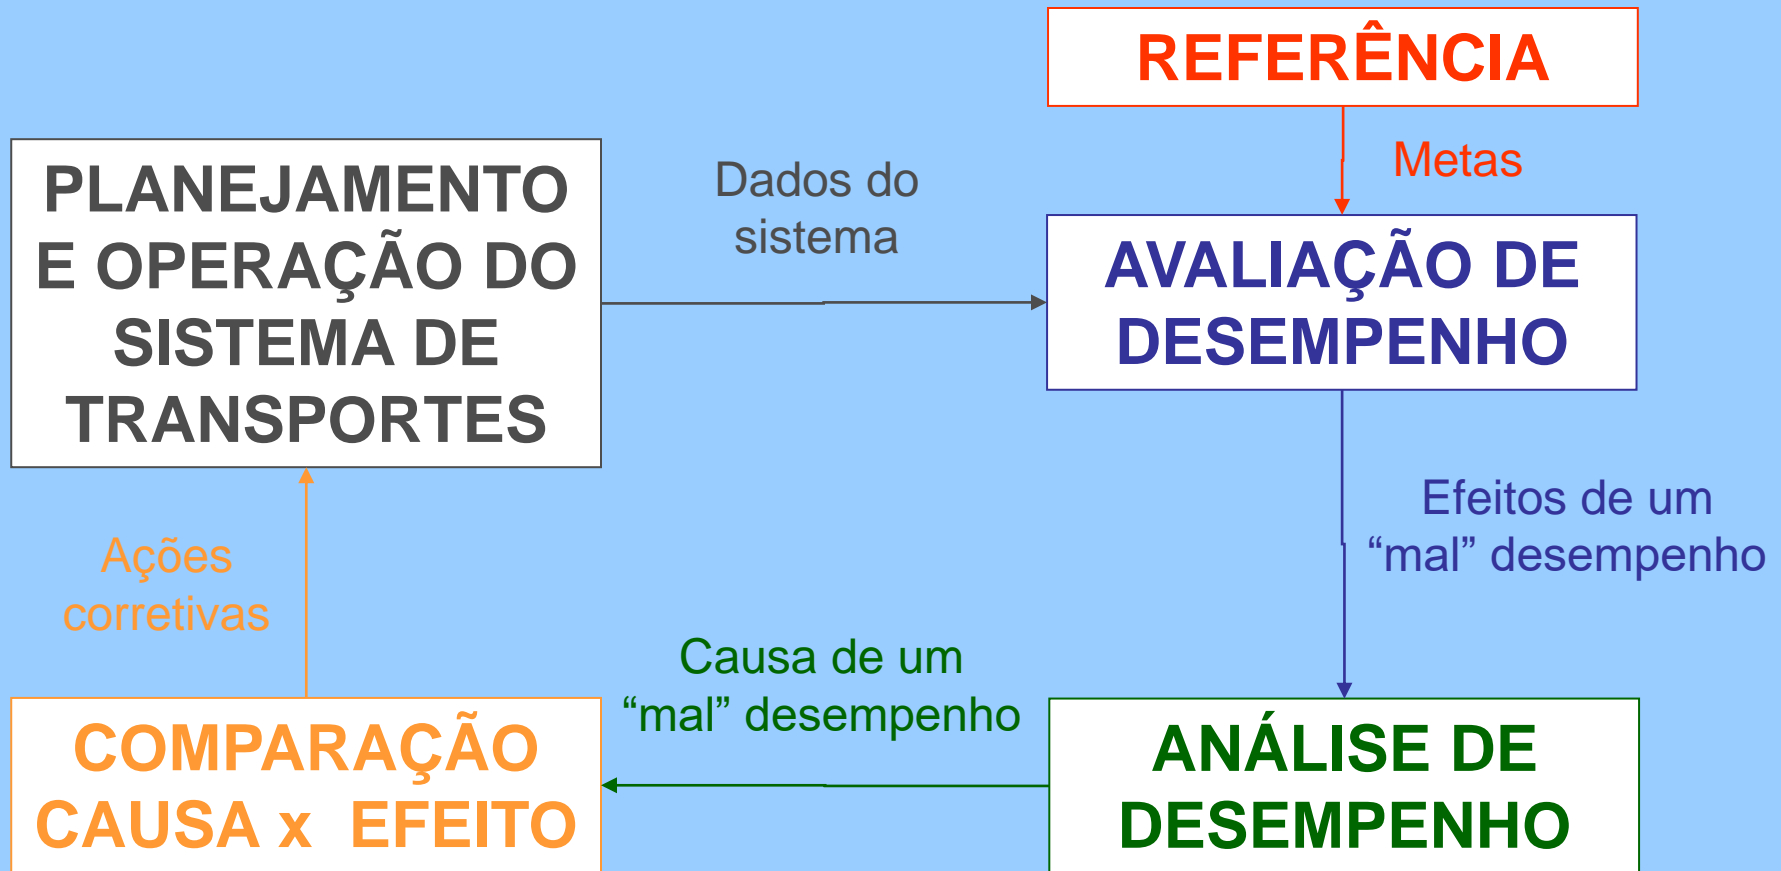 REFERÊNCIA
Metas
PLANEJAMENTO
E OPERAÇÃO DO
SISTEMA DE
TRANSPORTES
Dados do
sistema
AVALIAÇÃO DE
DESEMPENHO
Efeitos de um
“mal” desempenho
Ações
corretivas
Causa de um
“mal” desempenho
COMPARAÇÃO
CAUSA x  EFEITO
ANÁLISE DE
DESEMPENHO